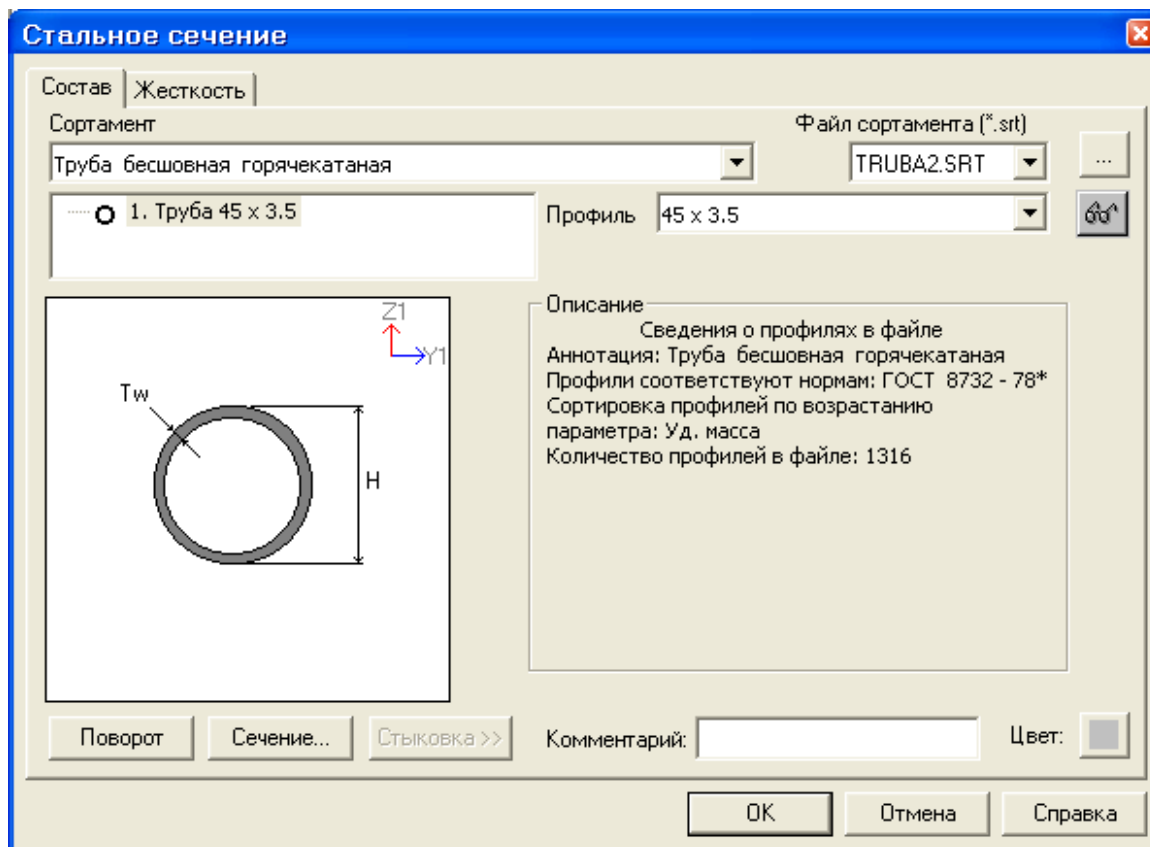 Стальное сечение
Состав
Жесткость
Сортамент
Файл сортамента (*.srt)
Труба бесшовная горячекатаная
TRUBA2.SRT
...
1. Труба 45 x 3.5
Профиль
45 x 3.5
Z1
Y1
Tw
H
Описание
Сведения о профилях в файле
Аннотация: Труба бесшовная горячекатаная
Профили соответствуют нормам: ГОСТ 8732 - 78*
Сортировка профилей по возрастанию
параметра: Уд. масса
Количество профилей в файле: 1316
Поворот
Сечение...
Стыковка >>
Комментарий:
Цвет:
OK
Отмена
Справка